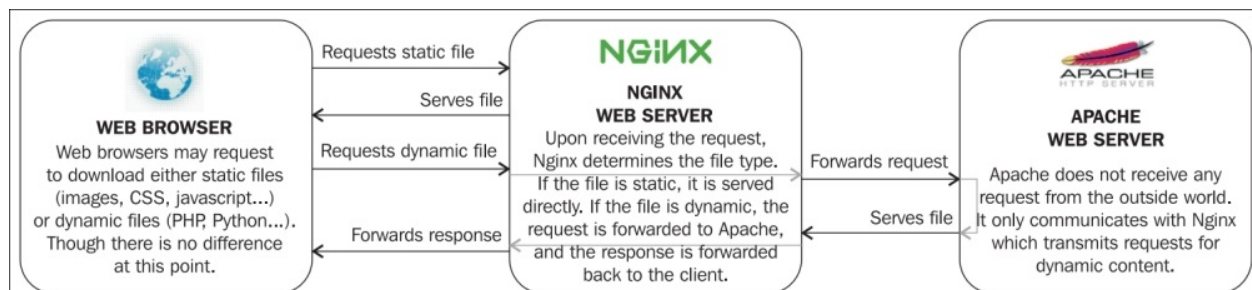 WEB BROWSER
Web browsers may request
to download either static files
(images, CSS, javascript...)
or dynamic files (PHP, Python...).
Though there is no difference
at this point.
Requests static file
Serves file
Requests dynamic file
Forwards response
NGiNX
NGINX
WEB SERVER
Upon receiving the request,
Nginx determines the file type.
If the file is static, it is served
directly. If the file is dynamic, the
request is forwarded to Apache,
and the response is forwarded
back to the client.
Forwards request
Serves file
APACHE
HTTP SERVER
APACHE
WEB SERVER
Apache does not receive any
request from the outside world.
It only communicates with Nginx
which transmits requests for
dynamic content.